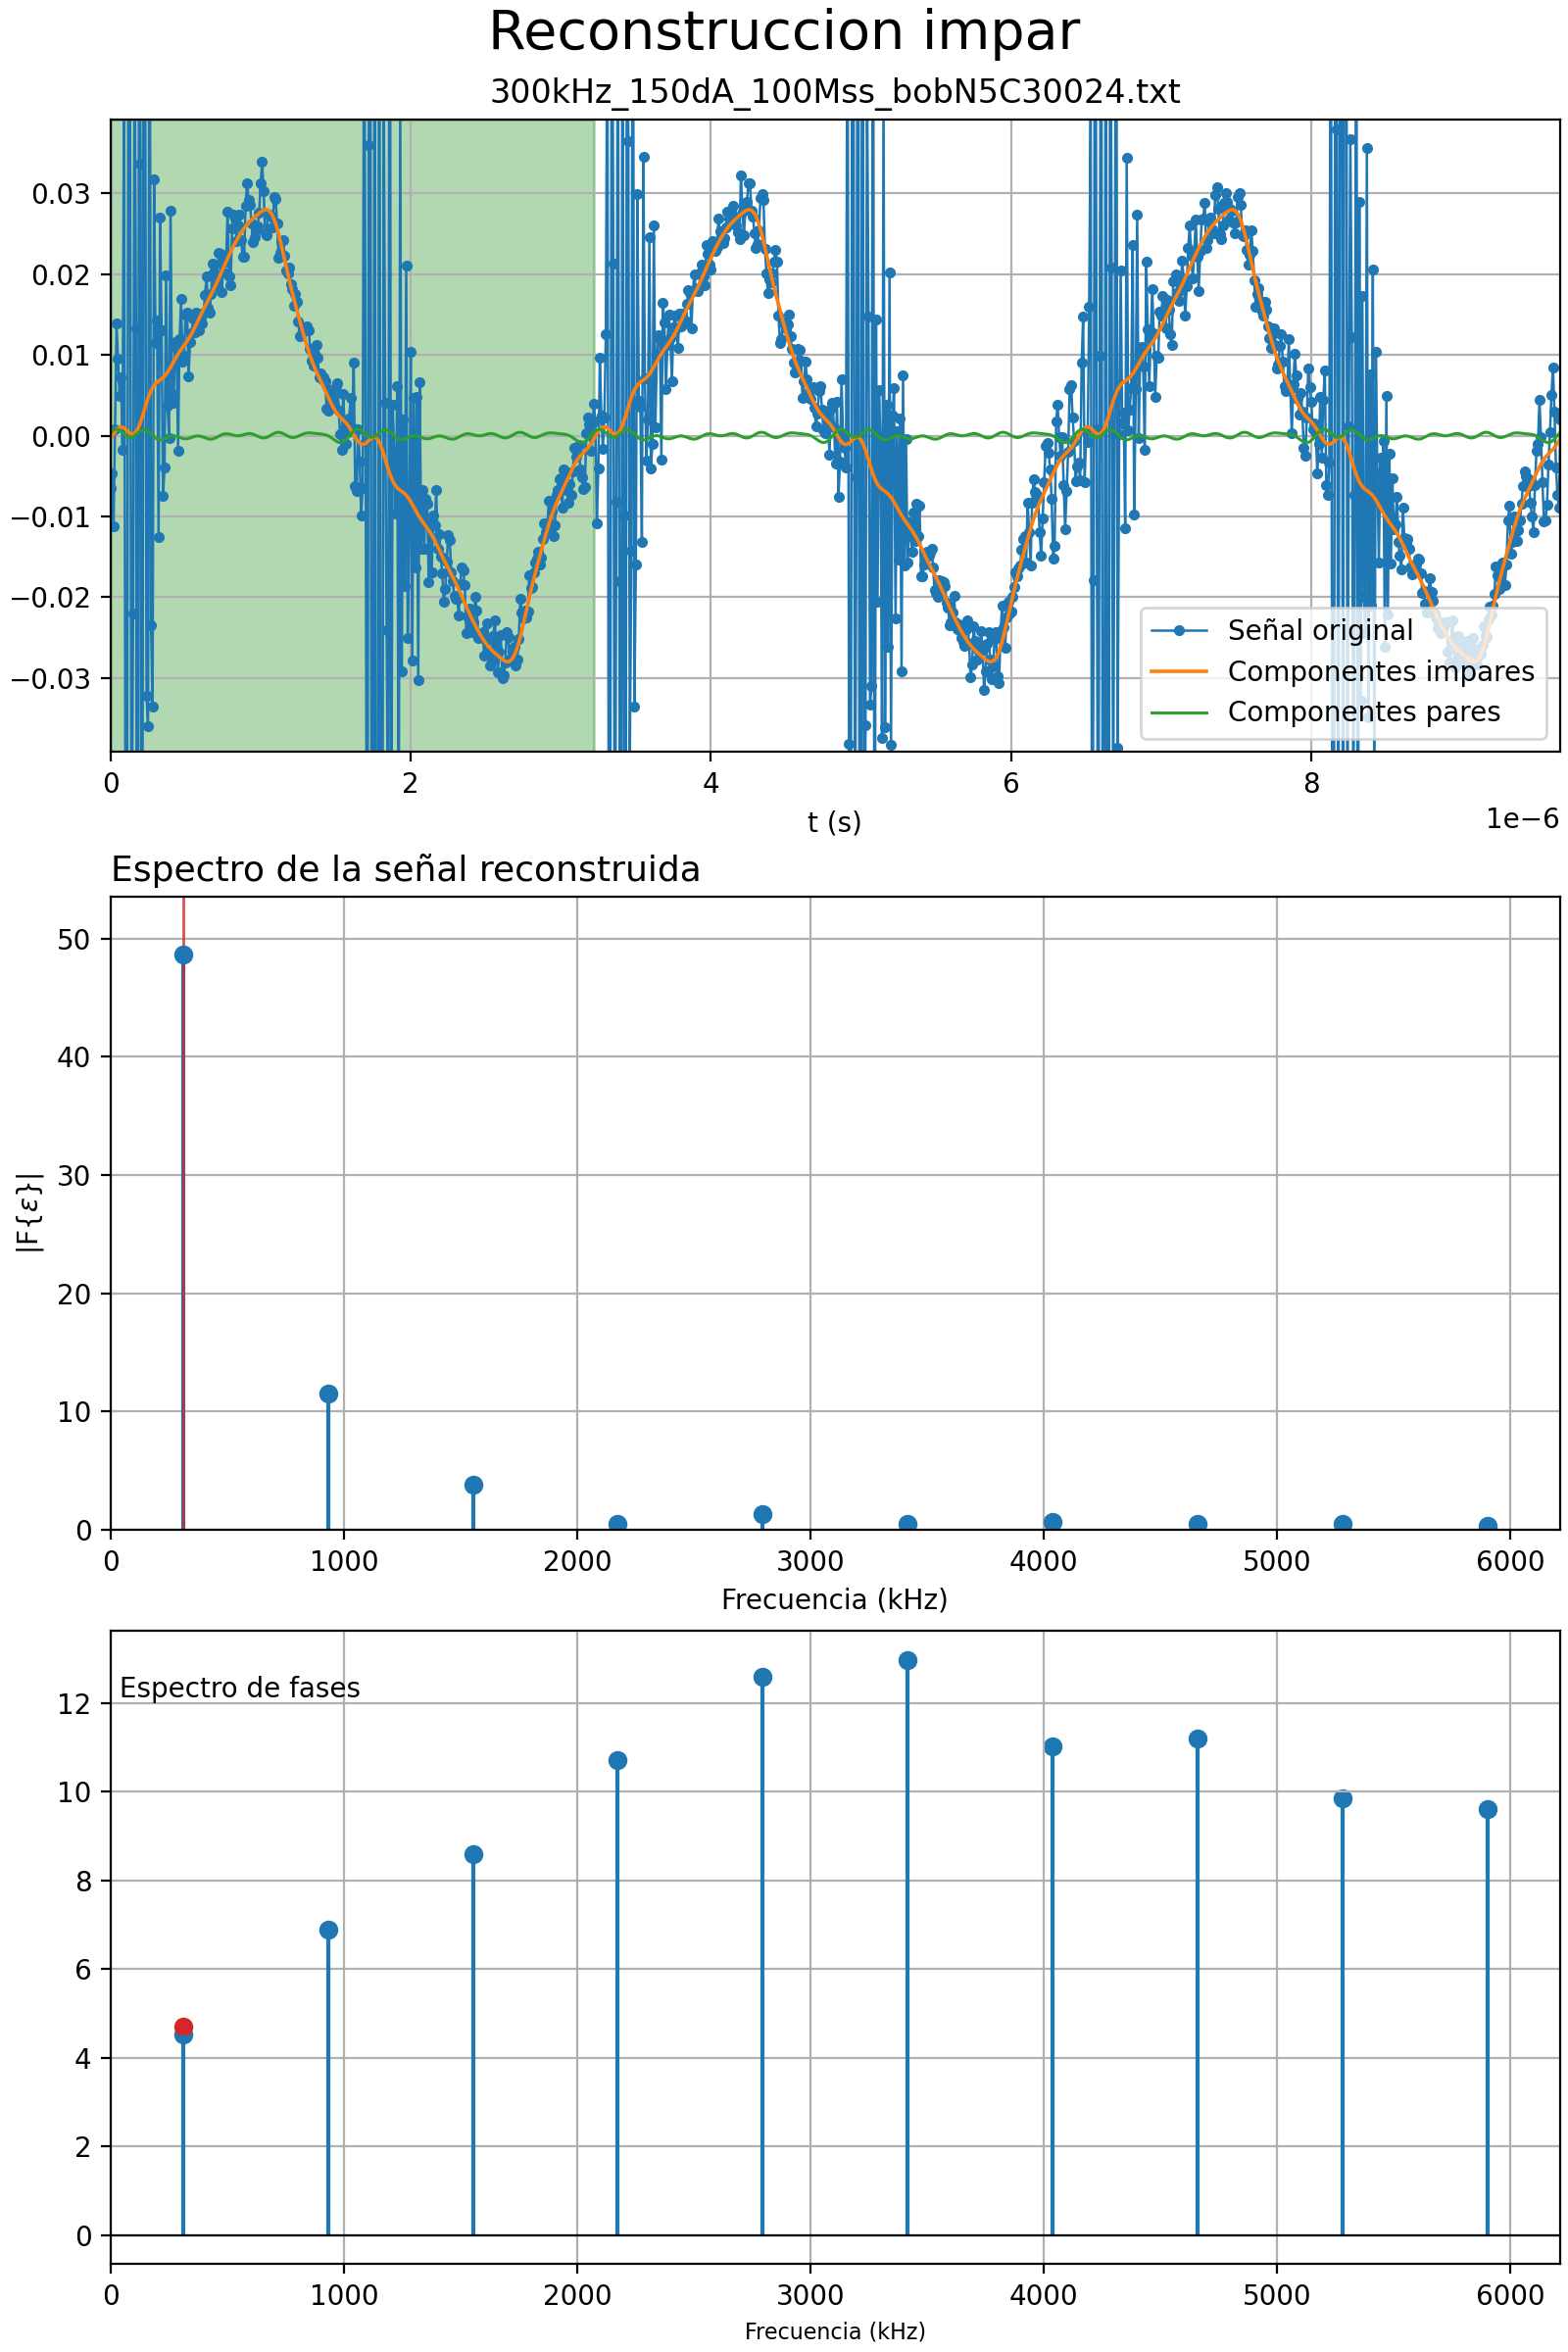 Reconstruccion impar
300kHz_150dA_100Mss_bobN5C30024.txt
0.03
0.02
0.01
0.00
−0.01
−0.02
−0.03
Señal original
Componentes impares
Componentes pares
0 2 4 6 8
1e−6
t (s)
Espectro de la señal reconstruida
50
40
30
20
10
0
|F{ε}|
0 1000 2000 3000 4000 5000 6000
Frecuencia (kHz)
Espectro de fases
12
10
8
6
4
2
0
0 1000 2000 3000 4000 5000 6000
Frecuencia (kHz)